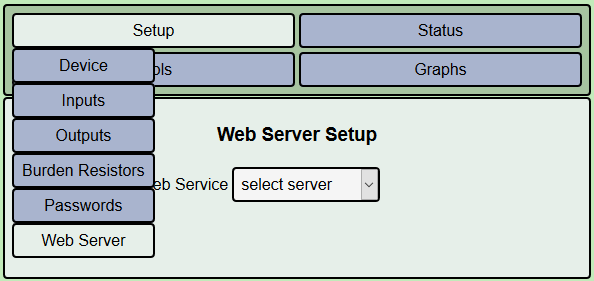 Setup
Status
Device
ols
Graphs
Inputs
Outputs
Web Server Setup
Burden Resistors
eb Service
select server
Passwords
Web Server